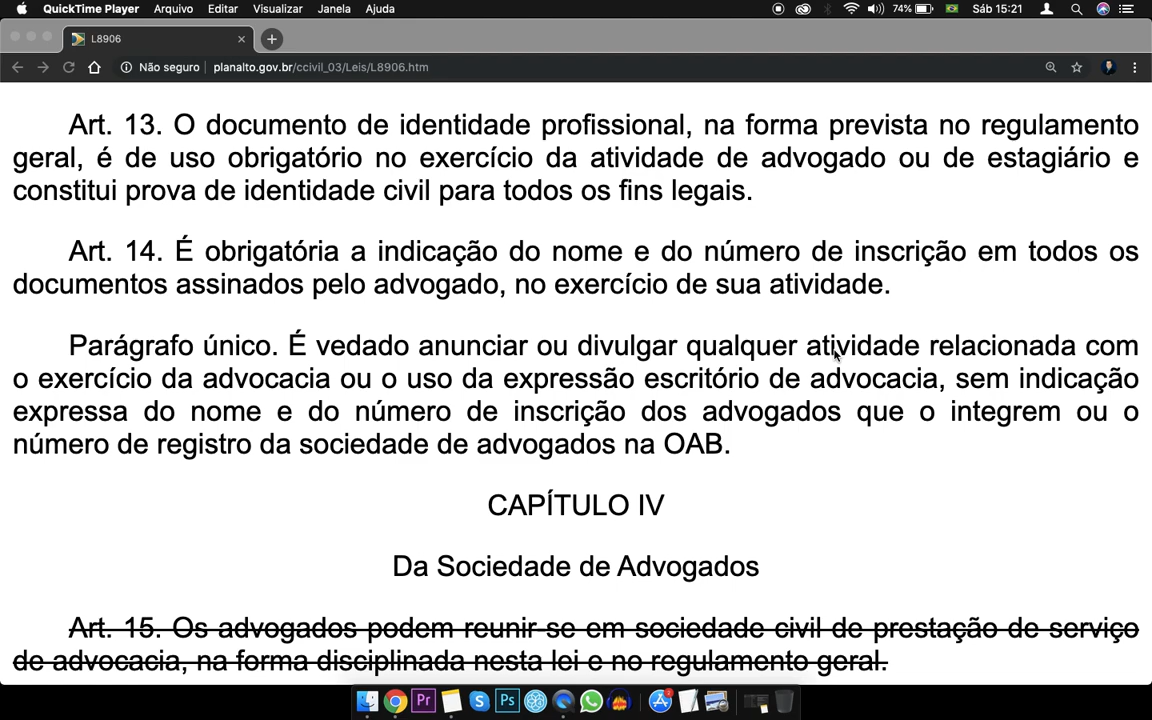 QuickTime Player Arquivo Editar Visualizar Janela Ajuda 74% Sáb 15:21
L8906
Não seguro planalto.gov.br/ccivil_03/Leis/L8906.htm
Art. 13. O documento de identidade profissional, na forma prevista no regulamento
geral, é de uso obrigatório no exercício da atividade de advogado ou de estagiário e
constitui prova de identidade civil para todos os fins legais.
Art. 14. É obrigatória a indicação do nome e do número de inscrição em todos os
documentos assinados pelo advogado, no exercício de sua atividade.
Parágrafo único. É vedado anunciar ou divulgar qualquer atividade relacionada com
o exercício da advocacia ou o uso da expressão escritório de advocacia, sem indicação
expressa do nome e do número de inscrição dos advogados que o integrem ou o
número de registro da sociedade de advogados na OAB.
CAPÍTULO IV
Da Sociedade de Advogados
Art. 15. Os advogados podem reunir-se em sociedade civil de prestação de serviço
de advocacia, na forma disciplinada nesta lei e no regulamento geral.
Pr S Ps